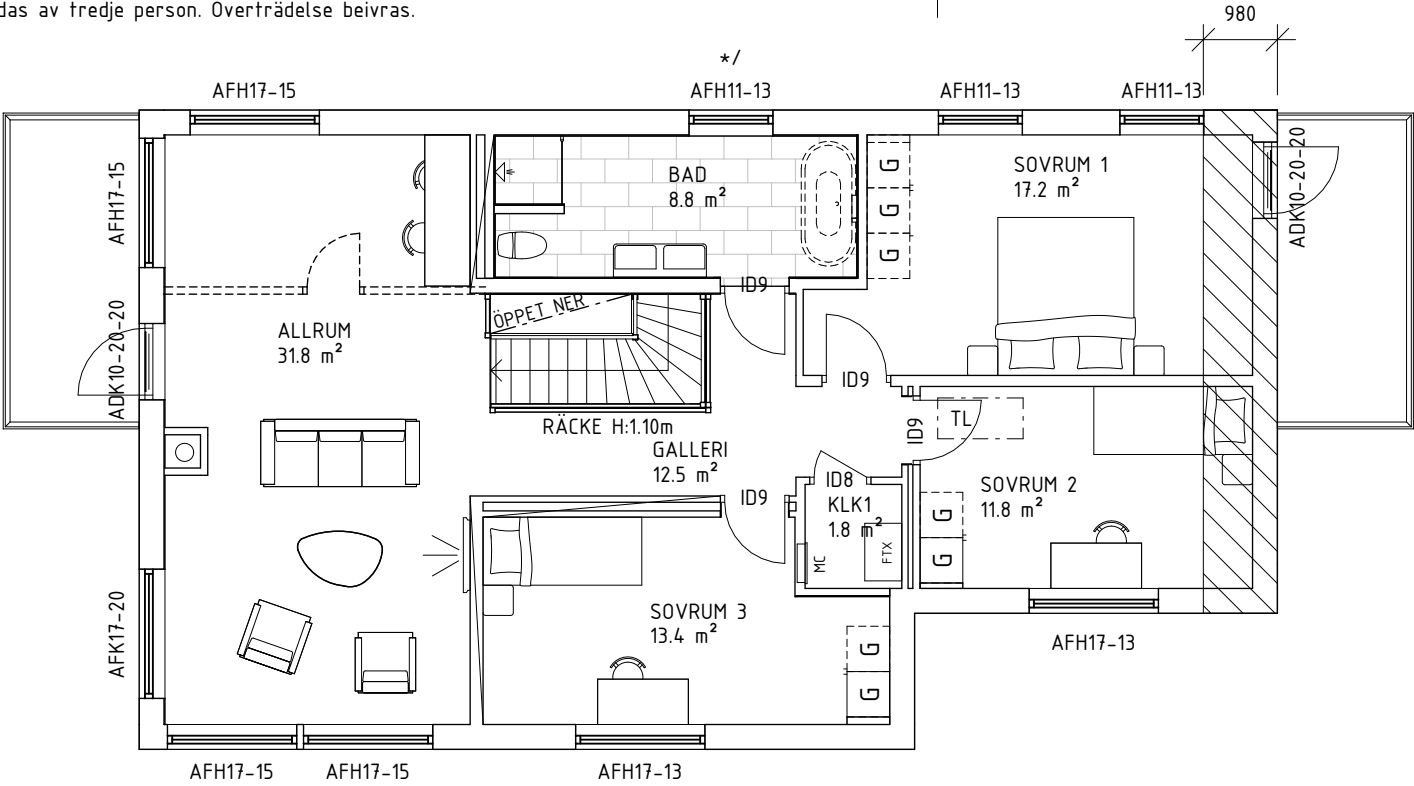 das av tredje person. Overträdelse beivras.
980
*/
AFH17-15
AFH11-13
AFH11-13
AFH11-13
AFH17-15
BAD
8.8 m²
G
G
G
SOVRUM 1
17.2 m²
ADK10-20-20
ID9
ÖPPET NER
ALLRUM
31.8 m²
ADK10-20-20
ID9
RÄCKE H:1.10m
GALLERI
12.5 m²
ID9
TL
ID9
ID8
KLK1
1.8 m²
MC
FTX
SOVRUM 2
11.8 m²
G
G
AFK17-20
SOVRUM 3
13.4 m²
G
G
AFH17-13
AFH17-15
AFH17-15
AFH17-13